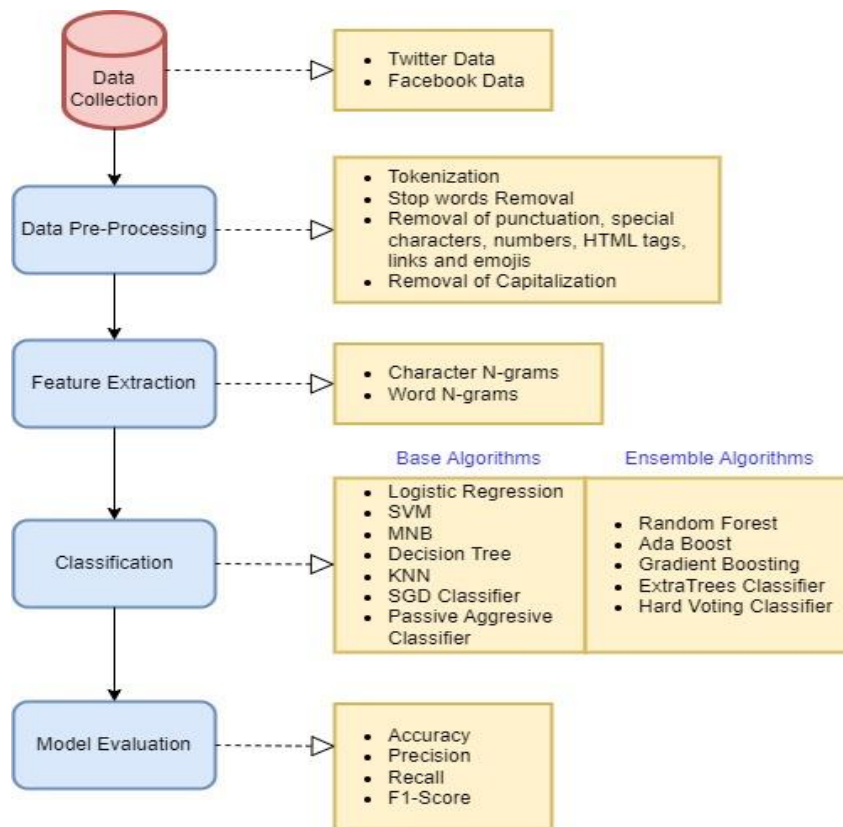 Data
Collection
• Twitter Data
• Facebook Data
Data Pre-Processing
• Tokenization
• Stop words Removal
• Removal of punctuation, special
characters, numbers, HTML tags,
links and emojis
• Removal of Capitalization
Feature Extraction
• Character N-grams
• Word N-grams
Classification
Base Algorithms
• Logistic Regression
• SVM
• MNB
• Decision Tree
• KNN
• SGD Classifier
• Passive Aggresive
Classifier
Ensemble Algorithms
• Random Forest
• Ada Boost
• Gradient Boosting
• ExtraTrees Classifier
• Hard Voting Classifier
Model Evaluation
• Accuracy
• Precision
• Recall
• F1-Score